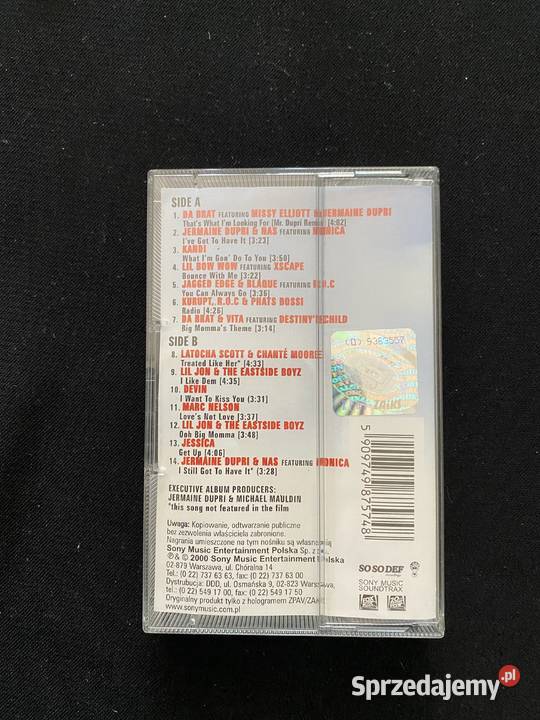 SIDE A
1. DA BRAT FEATURING MISSY ELLIOTT & JERMAINE DUPRI
That's What I'm Looking For [Mr. Dupri Remix] [4:02]
2. JERMAINE DUPRI & NAS FEATURING MONICA
I've Got To Have It [3:23]
3. KANDI
What I'm Gon' Do To You [3:50]
4. LIL BOW WOW FEATURING XSCAPE
Bounce With Me [3:22]
5. JAGGED EDGE & BLAQUE FEATURING
You Can Always Go [3:36]
6. KURUPT, R.O.C & PHATS BOSSI
Radio [4:26]
7. DA BRAT & VITA FEATURING DESTINY'S CHILD
Big Momma's Theme [3:14]
SIDE B
8. LATOCHA SCOTT & CHANTÉ MOORE
Treated Like Her* [4:33]
9. LIL JON & THE EASTSIDE BOYZ
I Like Dem [4:35]
10. DEVIN
I Want To Kiss You [3:31]
11. MARC NELSON
Love's Not Love [3:37]
12. LIL JON & THE EASTSIDE BOYZ
Ooh Big Momma [3:48]
13. JESSICA
Get Up [4:06]
14. JERMAINE DUPRI & NAS FEATURING MONICA
I Still Got To Have It* [3:28]
EXECUTIVE ALBUM PRODUCERS:
JERMAINE DUPRI & MICHAEL MAULDIN
*this song not featured in the film
Uwaga: Kopiowanie, odtwarzanie publiczne
bez zezwolenia właściciela zabronione.
Nagrania umieszczone na tym nośniku są własnością
Sony Music Entertainment Polska Sp. z o.o.
℗ & © 2000 Sony Music Entertainment Polska
02-879 Warszawa, ul. Chóralna 14
Tel.: (0 22) 737 63 63, fax: (0 22) 737 63 00
Dystrubucja: DDD, ul. Osmańska 9, 02-823 Warszawa,
tel.: (0 22) 549 17 00, fax: (0 22) 549 17 50
Oryginalny produkt tylko z hologramem ZPAV/ZAiKS
www.sonymusic.com.pl
(D) 9363557
ZAiKS
5909749875748
SO SO DEF
recordings
SONY MUSIC
SOUNDTRAX
FOX
FOX
Sprzedajemy.pl